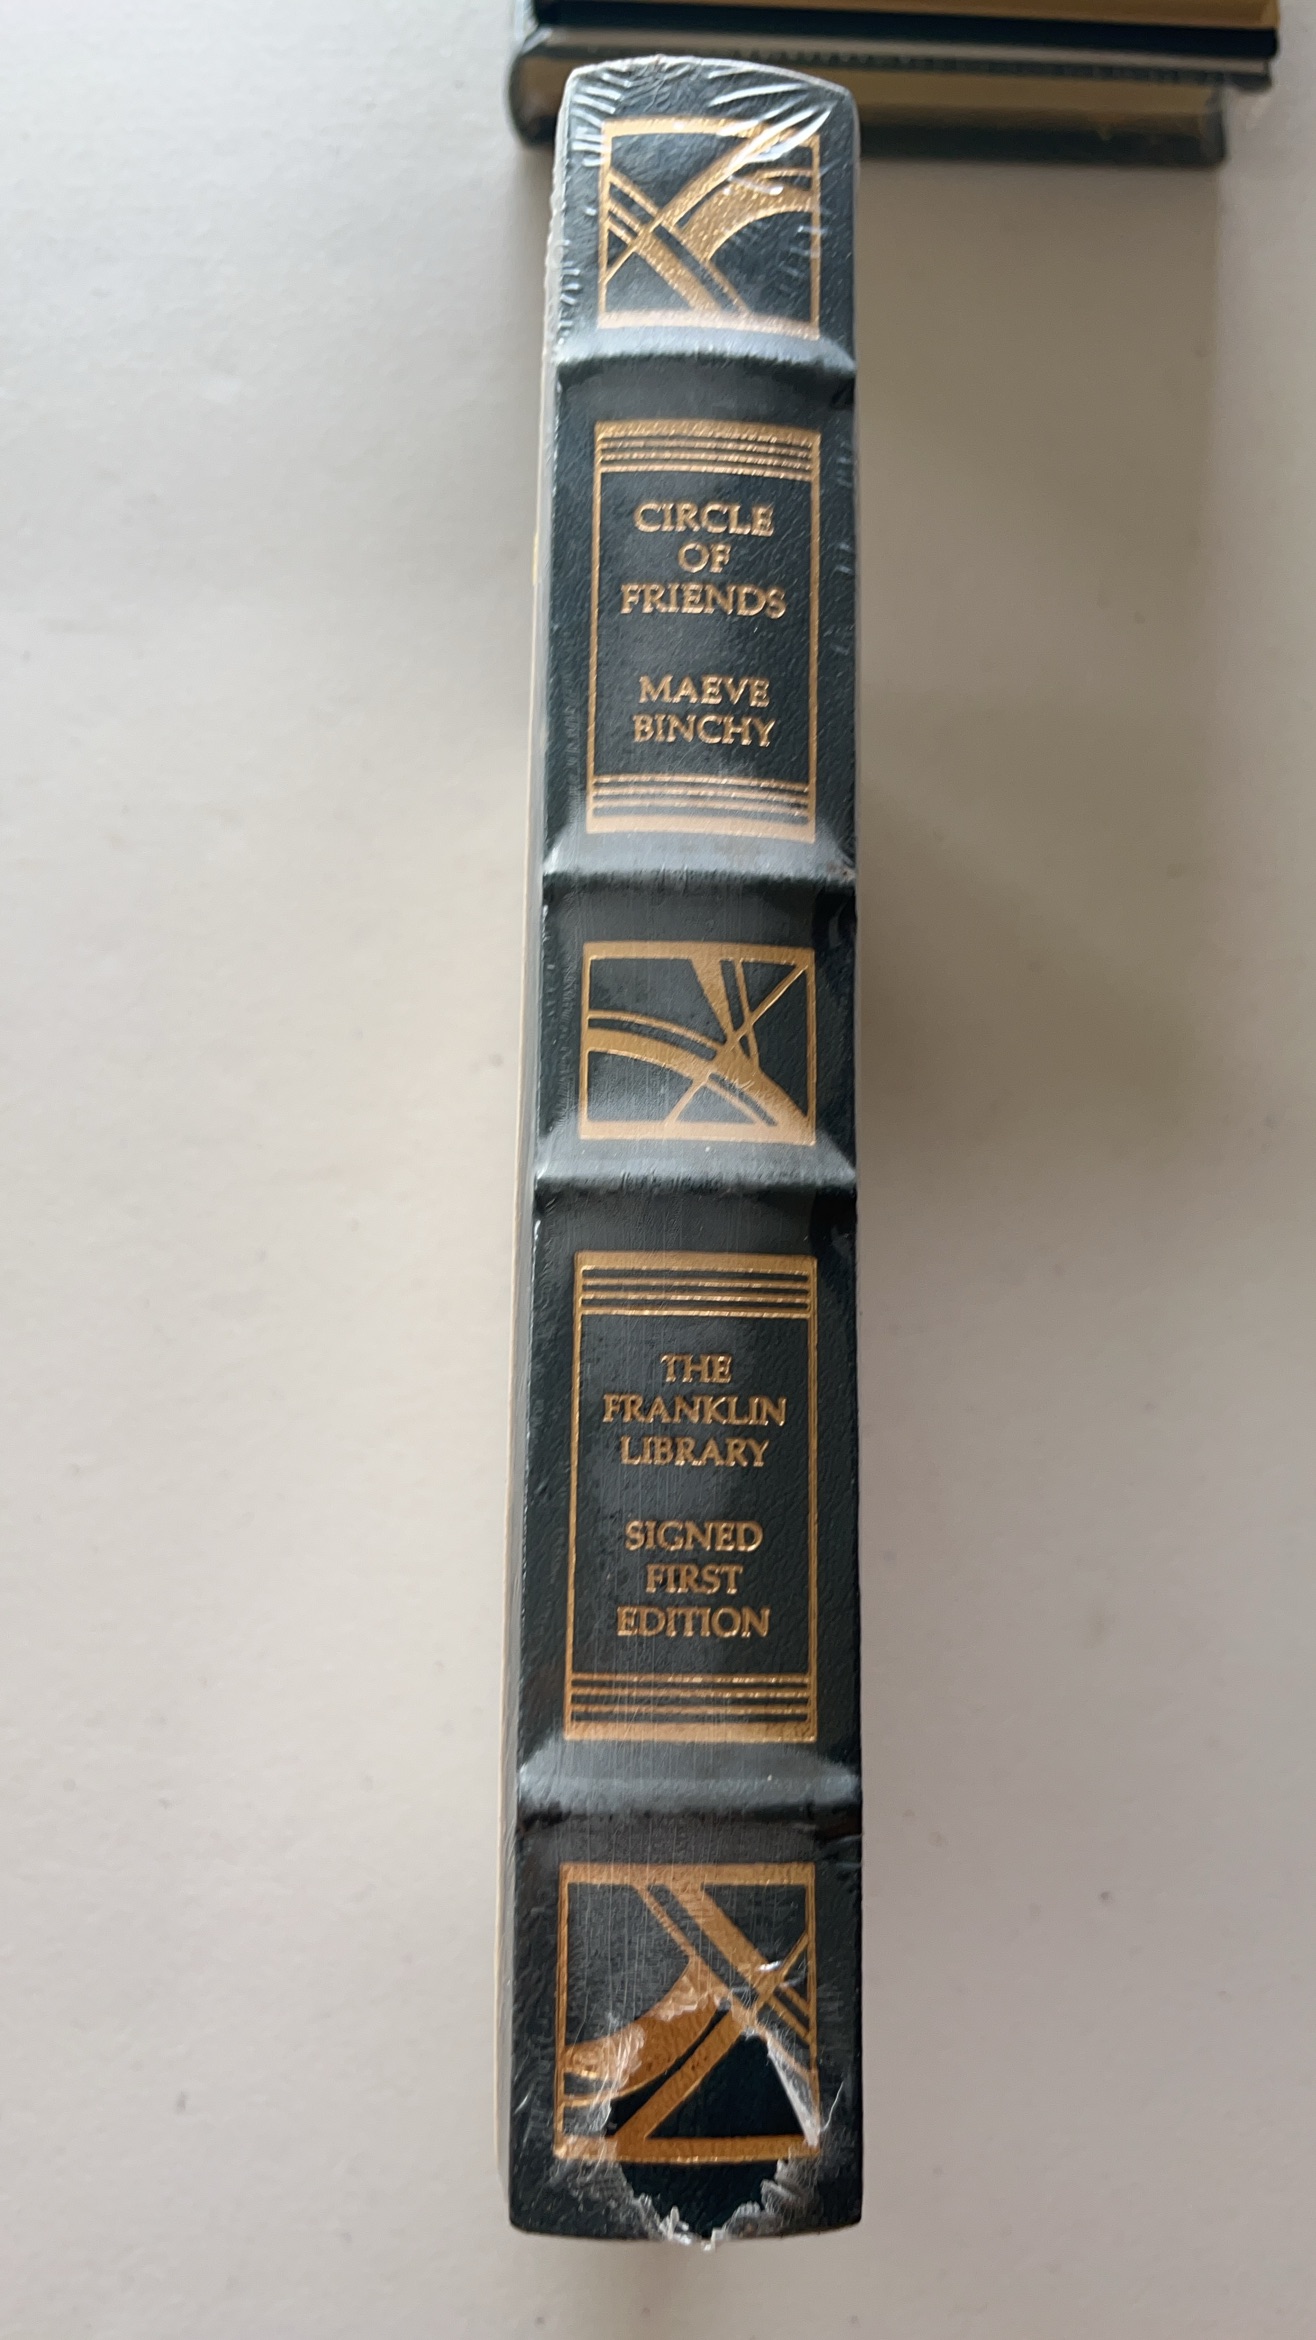 CIRCLE
OF
FRIENDS
MAEVE
BINCHY
THE
FRANKLIN
LIBRARY
SIGNED
FIRST
EDITION